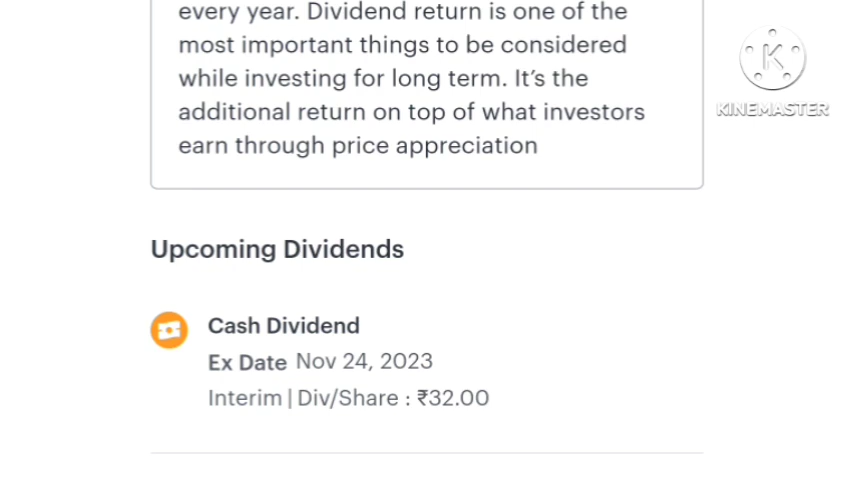 every year. Dividend return is one of the
most important things to be considered
while investing for long term. It's the
additional return on top of what investors
earn through price appreciation
K
KINEMASTER
Upcoming Dividends
Cash Dividend
Ex Date Nov 24, 2023
Interim | Div/Share : ₹32.00